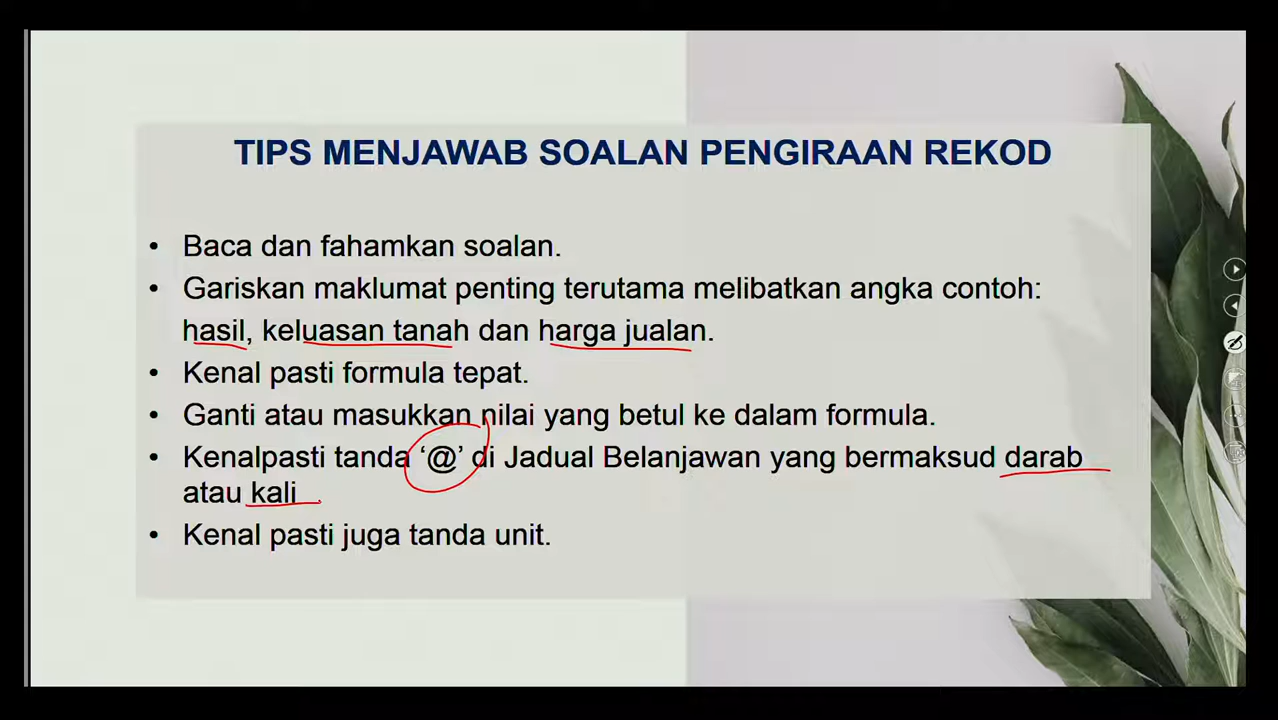 TIPS MENJAWAB SOALAN PENGIRAAN REKOD
• Baca dan fahamkan soalan.
• Gariskan maklumat penting terutama melibatkan angka contoh:
hasil, keluasan tanah dan harga jualan.
• Kenal pasti formula tepat.
• Ganti atau masukkan nilai yang betul ke dalam formula.
• Kenalpasti tanda ‘@’ di Jadual Belanjawan yang bermaksud darab
atau kali
• Kenal pasti juga tanda unit.